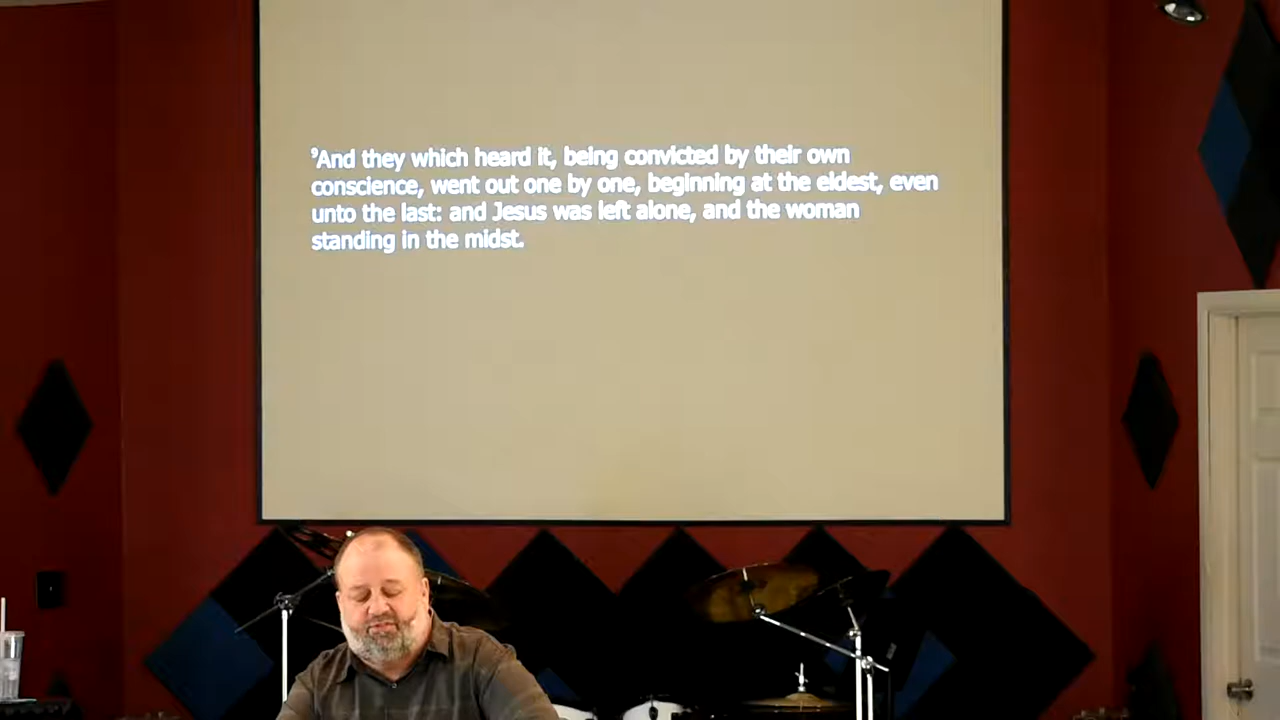 ⁹And they which heard it, being convicted by their own
conscience, went out one by one, beginning at the eldest, even
unto the last: and Jesus was left alone, and the woman
standing in the midst.